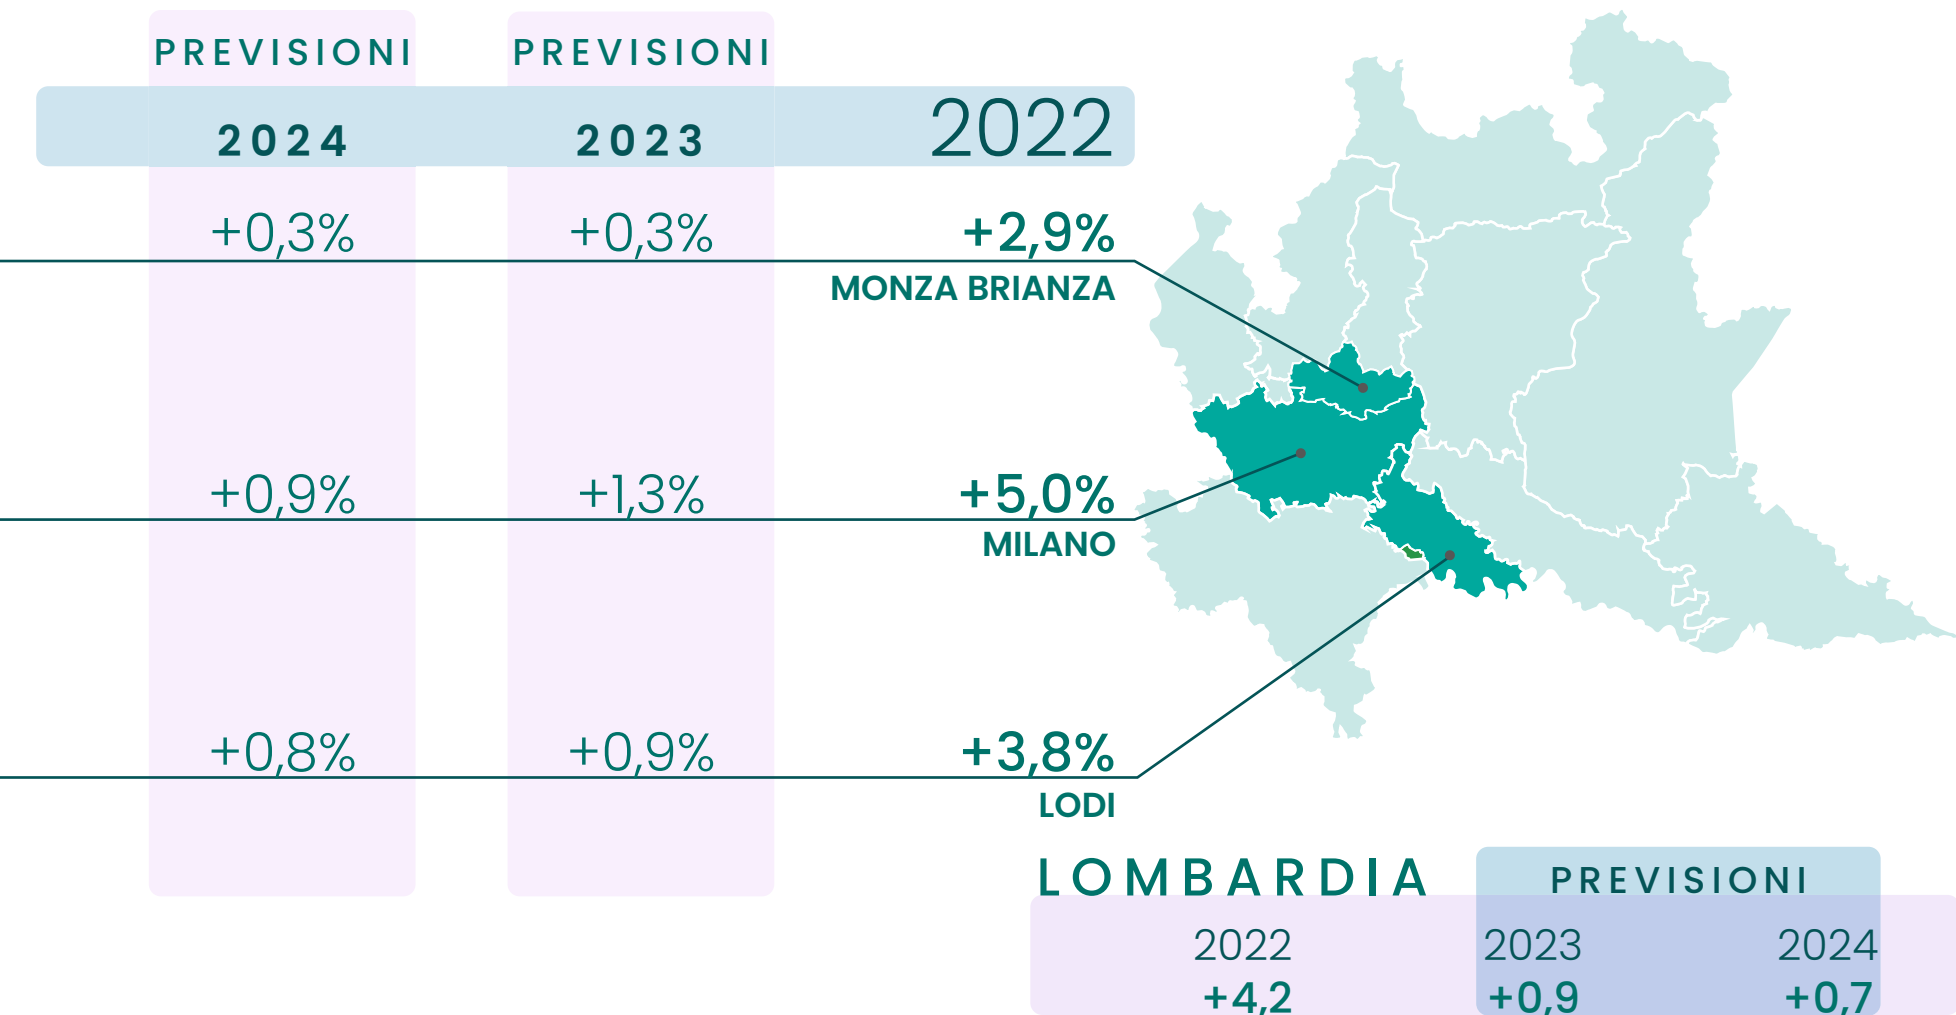 PREVISIONI PREVISIONI
2024 2023 2022
+0,3% +0,3% +2,9%
MONZA BRIANZA
+0,9% +1,3% +5,0%
MILANO
+0,8% +0,9% +3,8%
LODI
LOMBARDIA PREVISIONI
2022 2023 2024
+4,2 +0,9 +0,7